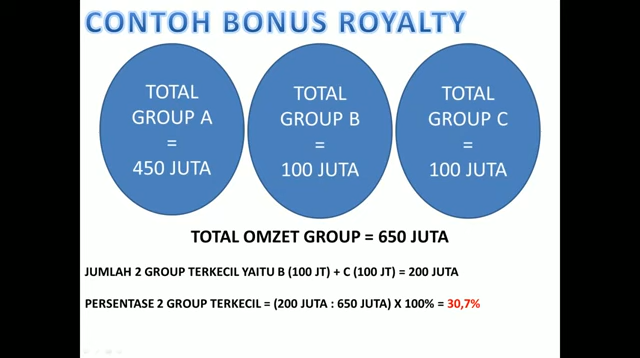 CONTOH BONUS ROYALTY
TOTAL
GROUP A
=
450 JUTA
TOTAL
GROUP B
=
100 JUTA
TOTAL
GROUP C
=
100 JUTA
TOTAL OMZET GROUP = 650 JUTA
JUMLAH 2 GROUP TERKECIL YAITU B (100 JT) + C (100 JT) = 200 JUTA
PERSENTASE 2 GROUP TERKECIL = (200 JUTA : 650 JUTA) X 100% = 30,7%